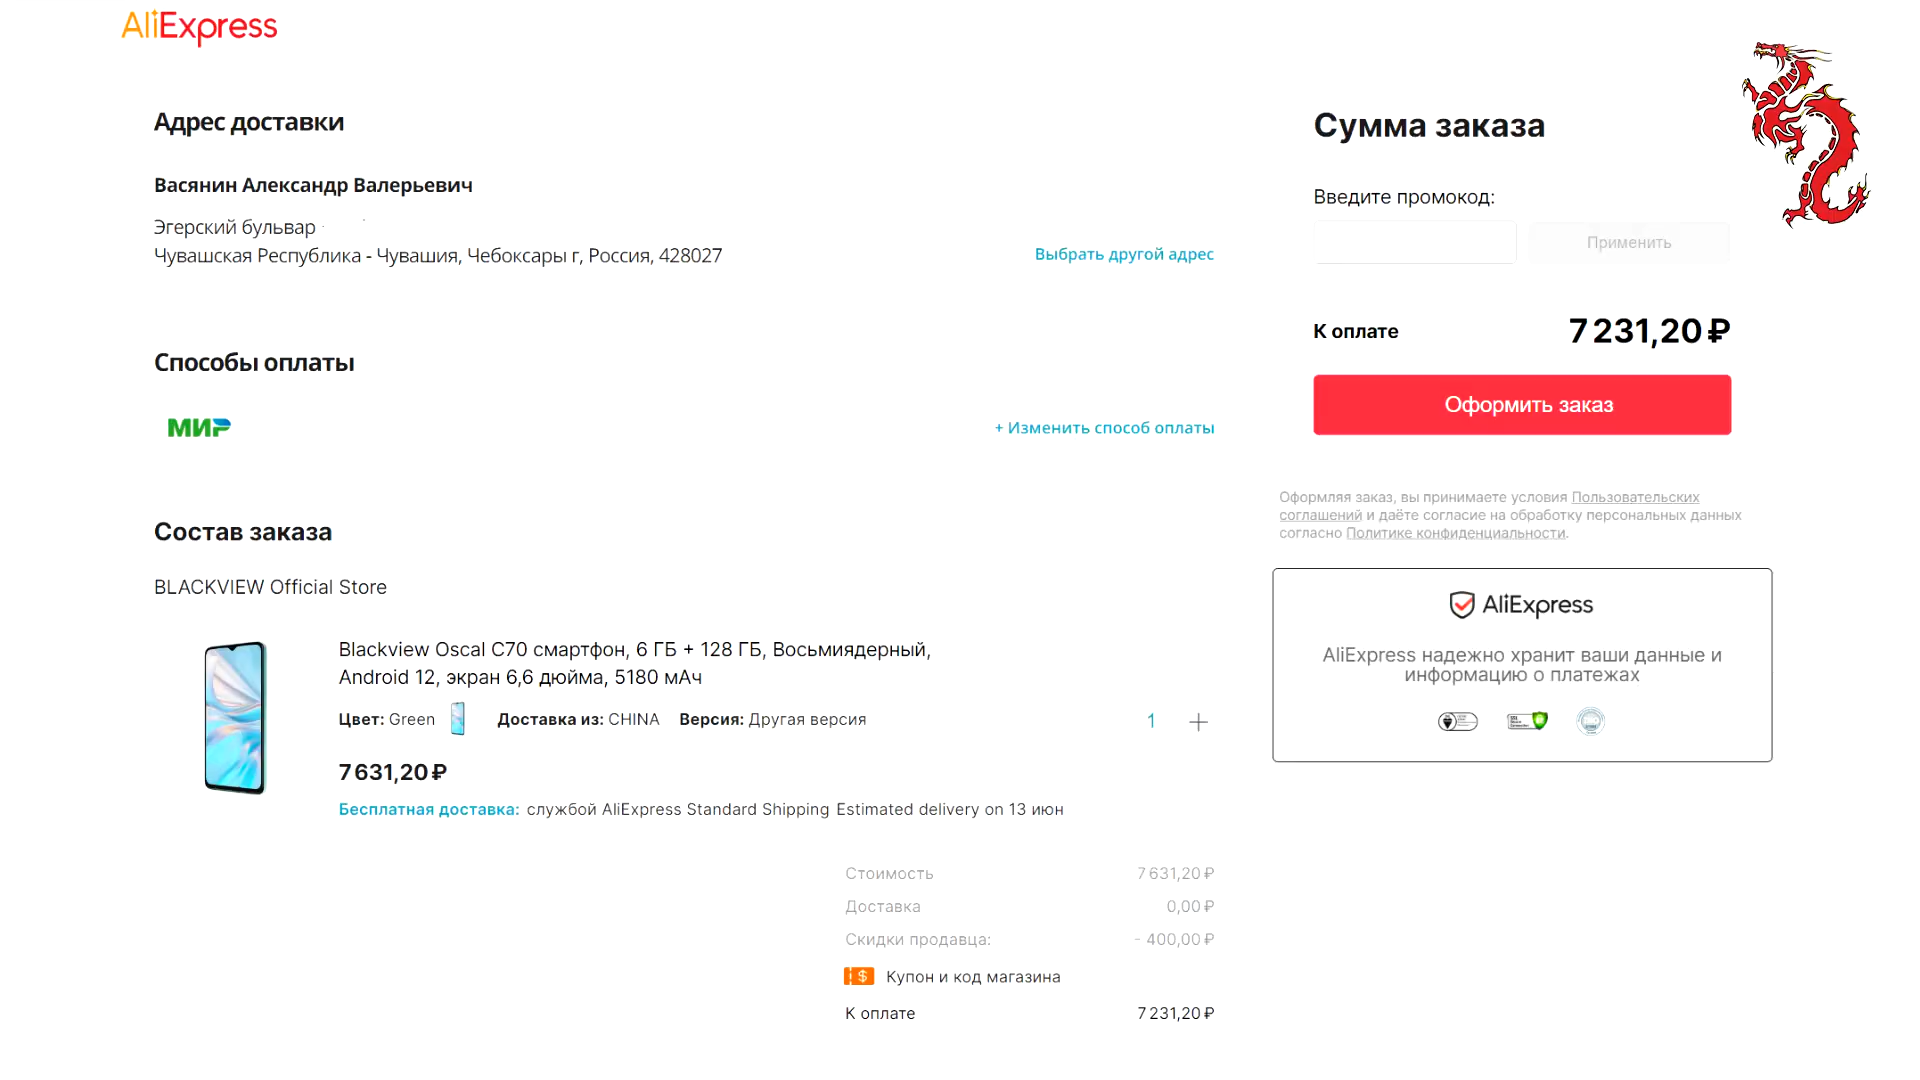 AliExpress
Адрес доставки
Васянин Александр Валерьевич
Эгерский бульвар
Чувашская Республика - Чувашия, Чебоксары г, Россия, 428027
Выбрать другой адрес
Способы оплаты
МИР
+ Изменить способ оплаты
Состав заказа
BLACKVIEW Official Store
Blackview Oscal C70 смартфон, 6 ГБ + 128 ГБ, Восьмиядерный,
Android 12, экран 6,6 дюйма, 5180 мАч
Цвет: Green Доставка из: CHINA Версия: Другая версия
1 +
7 631,20 ₽
Бесплатная доставка: службой AliExpress Standard Shipping Estimated delivery on 13 июн
Стоимость 7 631,20 ₽
Доставка 0,00 ₽
Скидки продавца: - 400,00 ₽
$ Купон и код магазина
К оплате 7 231,20 ₽
Сумма заказа
Введите промокод:
Применить
К оплате 7 231,20 ₽
Оформить заказ
Оформляя заказ, вы принимаете условия Пользовательских
соглашений и даёте согласие на обработку персональных данных
согласно Политике конфиденциальности.
AliExpress
AliExpress надежно хранит ваши данные и
информацию о платежах